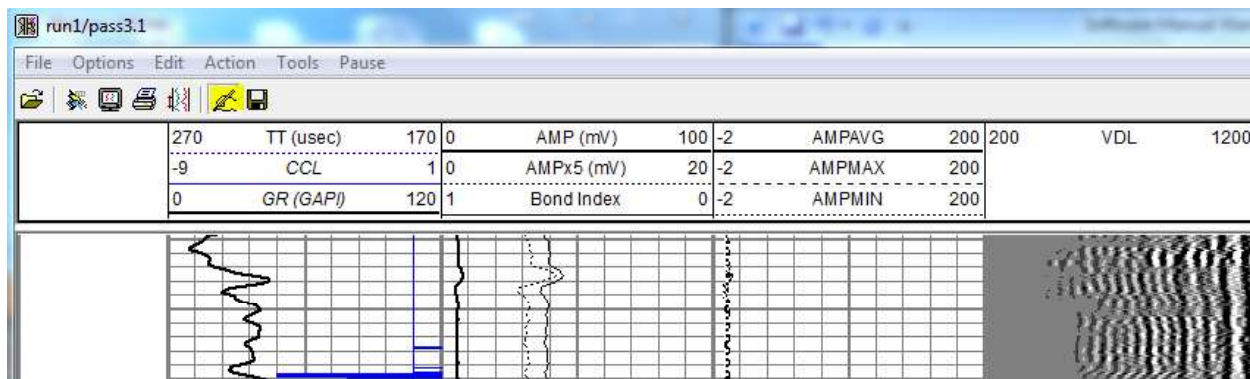 run1/pass3.1
File Options Edit Action Tools Pause
270 TT (usec) 170 0 AMP (mV) 100 -2 AMPAVG 200 200 VDL 1200
-9 CCL 1 0 AMPx5 (mV) 20 -2 AMPMAX 200
0 GR (GAPI) 120 1 Bond Index 0 -2 AMPMIN 200